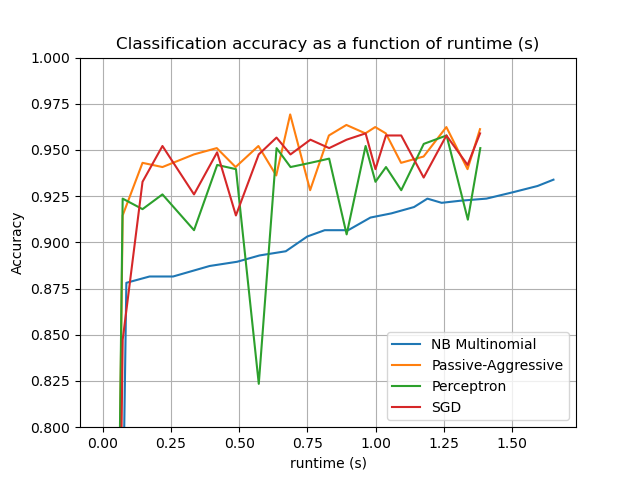 Classification accuracy as a function of runtime (s)
1.000
0.975
0.950
0.925
0.900
0.875
0.850
0.825
0.800
Accuracy
NB Multinomial
Passive-Aggressive
Perceptron
SGD
0.00 0.25 0.50 0.75 1.00 1.25 1.50
runtime (s)